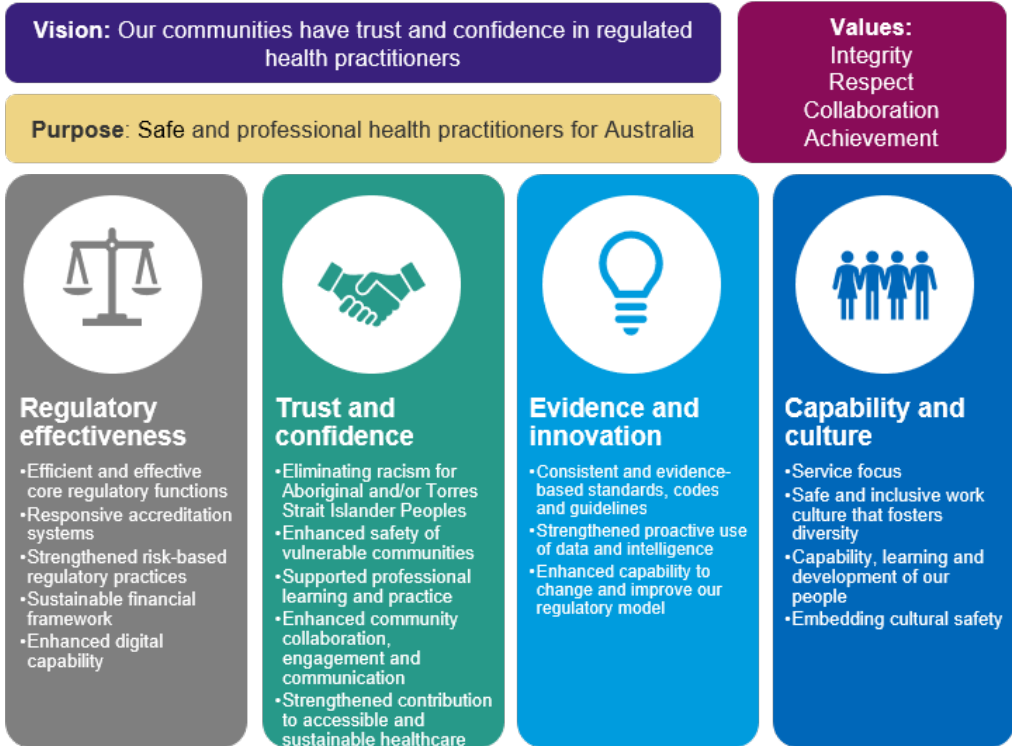 Vision: Our communities have trust and confidence in regulated
health practitioners
Purpose: Safe and professional health practitioners for Australia
Values:
Integrity
Respect
Collaboration
Achievement
Regulatory
effectiveness
•Efficient and effective
core regulatory functions
•Responsive accreditation
systems
•Strengthened risk-based
regulatory practices
•Sustainable financial
framework
•Enhanced digital
capability
Trust and
confidence
•Eliminating racism for
Aboriginal and/or Torres
Strait Islander Peoples
•Enhanced safety of
vulnerable communities
•Supported professional
learning and practice
•Enhanced community
collaboration,
engagement and
communication
•Strengthened contribution
to accessible and
sustainable healthcare
Evidence and
innovation
•Consistent and evidence-
based standards, codes
and guidelines
•Strengthened proactive use
of data and intelligence
•Enhanced capability to
change and improve our
regulatory model
Capability and
culture
•Service focus
•Safe and inclusive work
culture that fosters
diversity
•Capability, learning and
development of our
people
•Embedding cultural safety